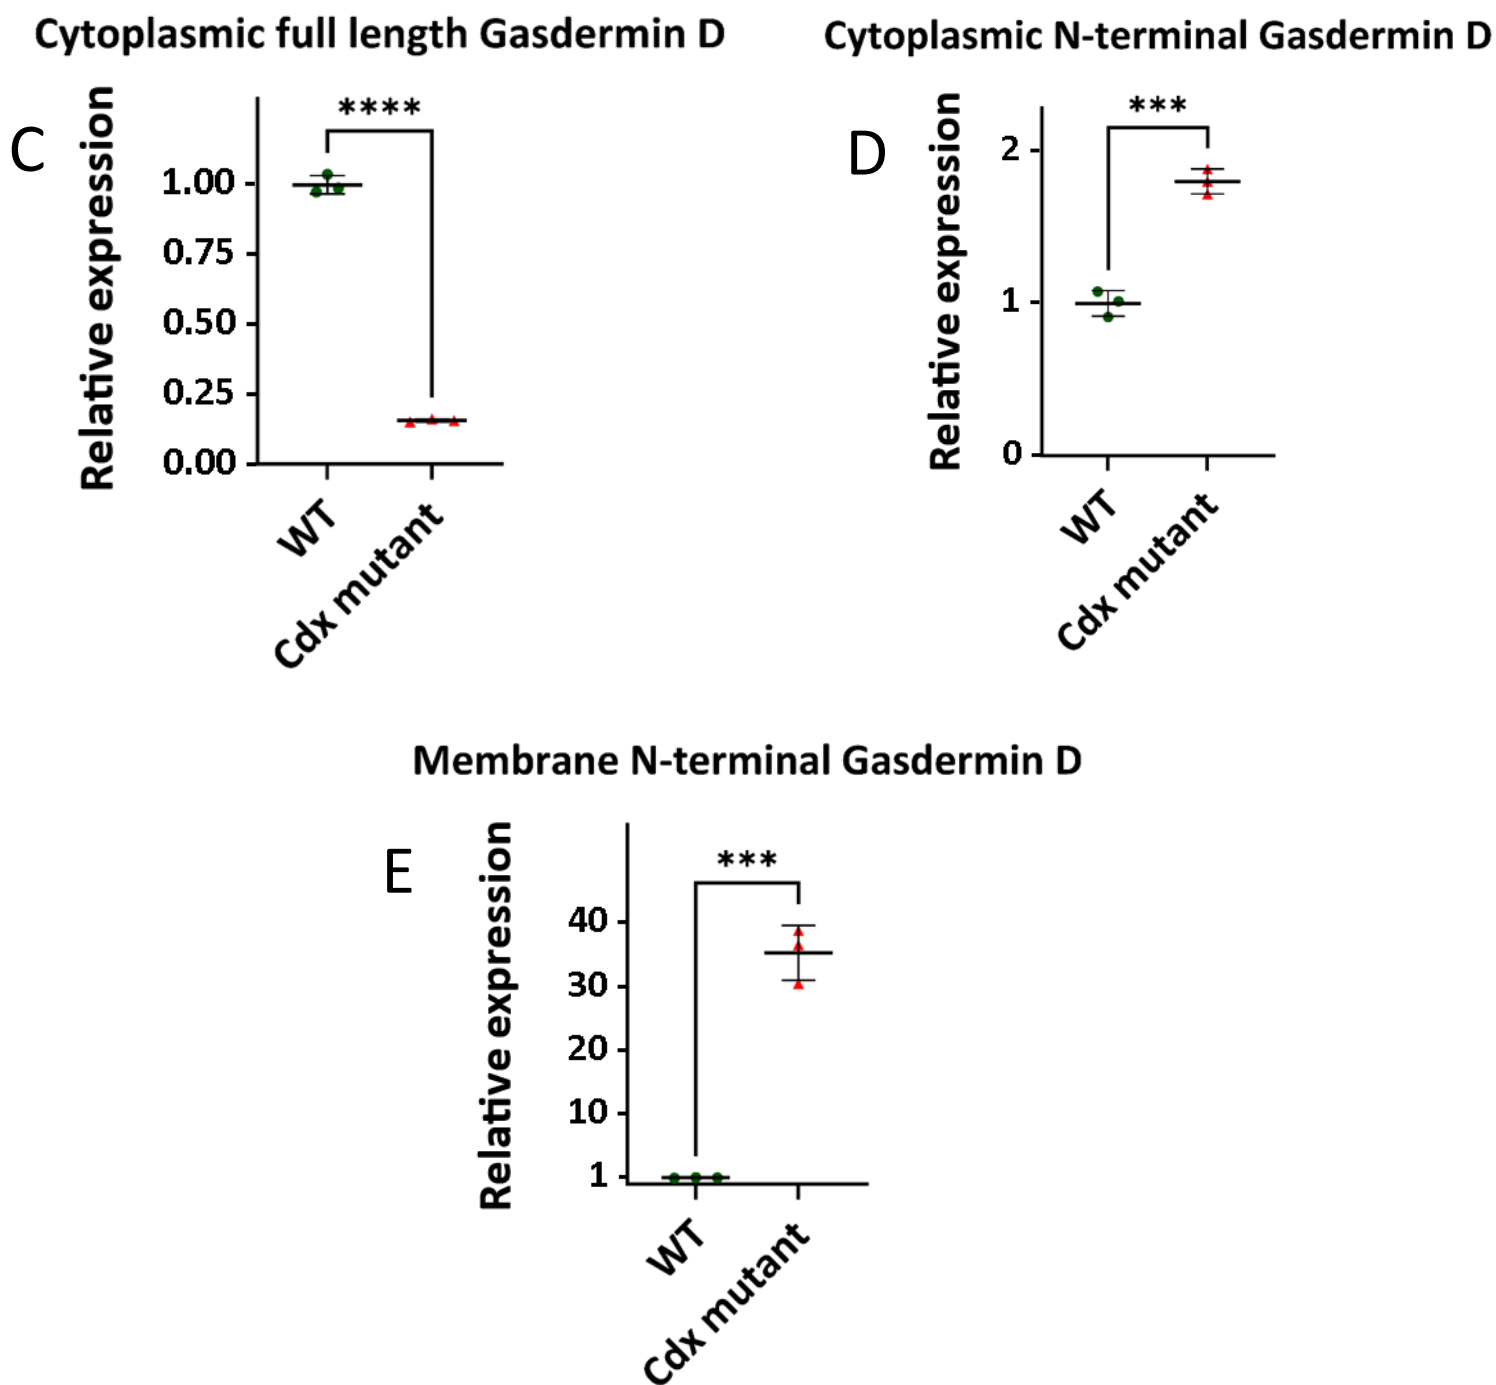 Cytoplasmic full length Gasdermin D
C
Relative expression
****
1.00
0.75
0.50
0.25
0.00
WT
Cdx mutant
Cytoplasmic N-terminal Gasdermin D
D
Relative expression
***
2
1
0
WT
Cdx mutant
Membrane N-terminal Gasdermin D
E
Relative expression
***
40
30
20
10
1
WT
Cdx mutant